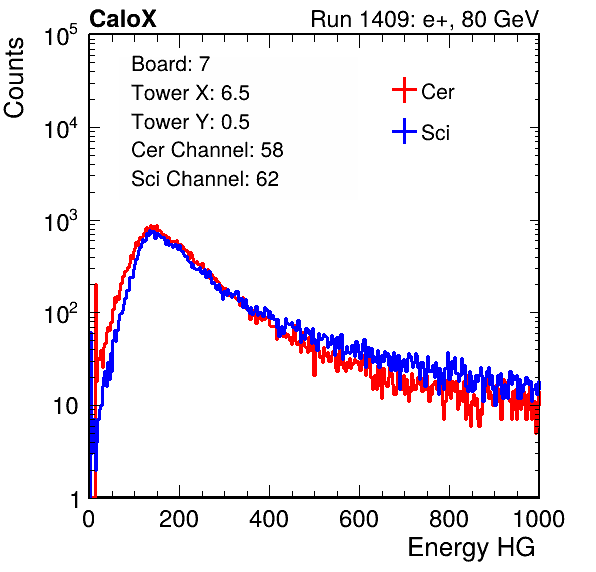 CaloX Run 1409: e+, 80 GeV
Counts
Board: 7
Tower X: 6.5
Tower Y: 0.5
Cer Channel: 58
Sci Channel: 62
Cer
Sci
10^5
10^4
10^3
10^2
10
1
0 200 400 600 800 1000
Energy HG